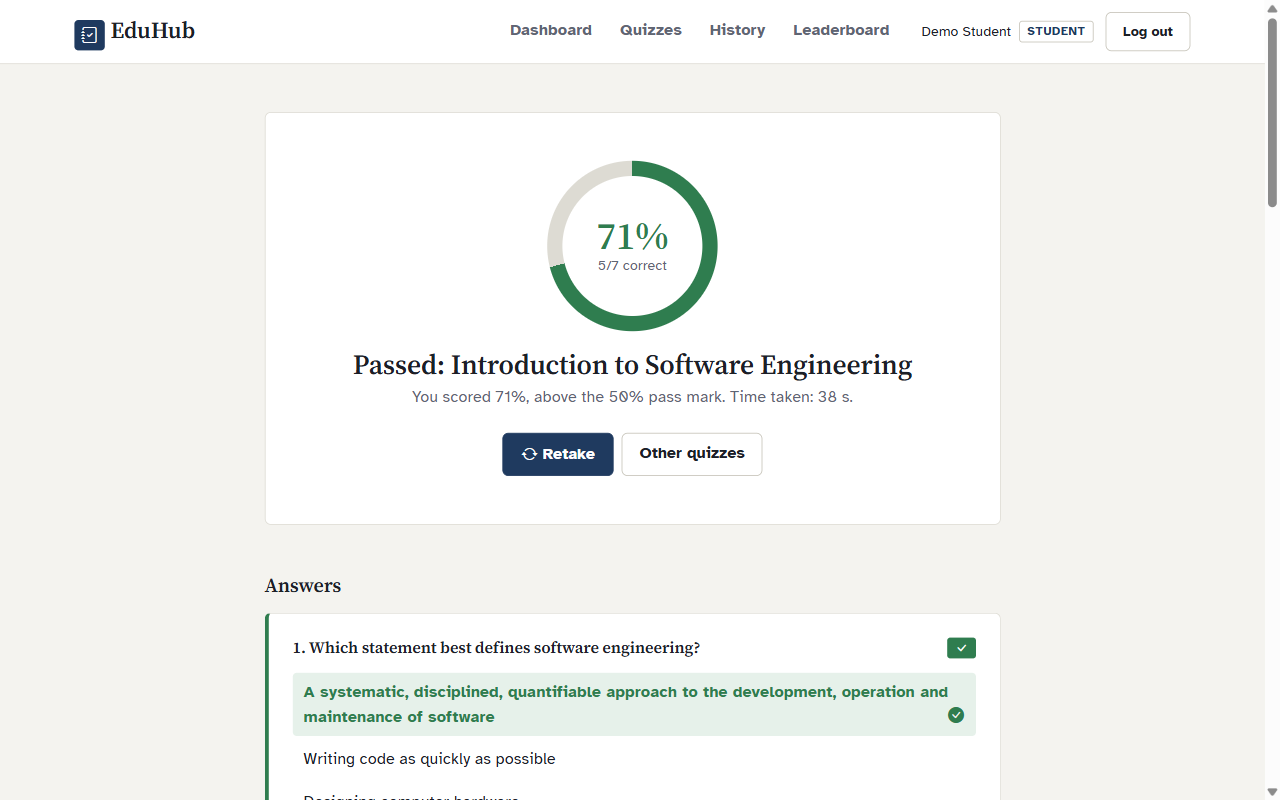 EduHub
Dashboard Quizzes History Leaderboard Demo Student STUDENT Log out
71%
5/7 correct
Passed: Introduction to Software Engineering
You scored 71%, above the 50% pass mark. Time taken: 38 s.
Retake Other quizzes
Answers
1. Which statement best defines software engineering?
A systematic, disciplined, quantifiable approach to the development, operation and
maintenance of software
Writing code as quickly as possible
Designing computer hardware